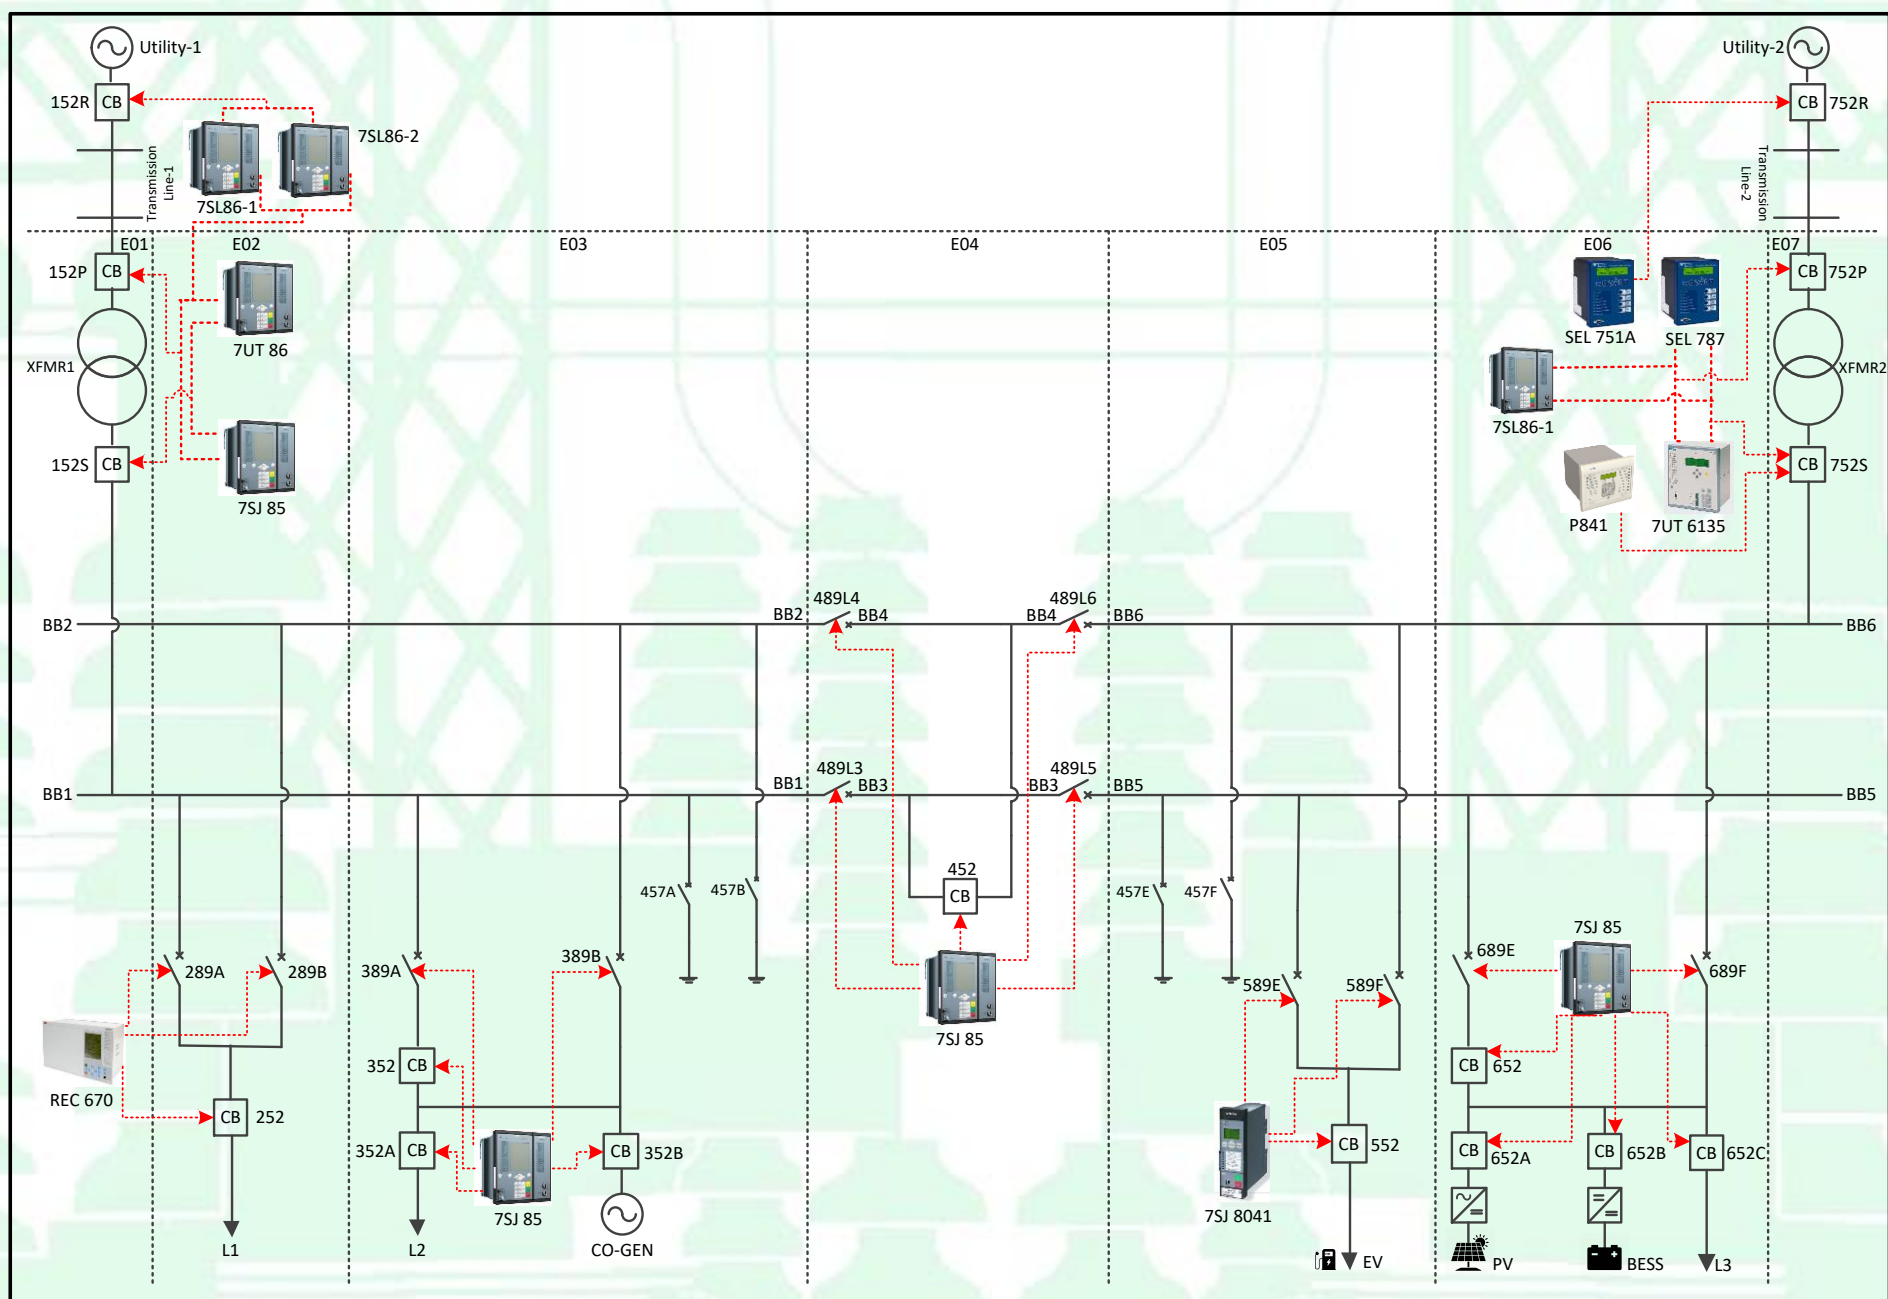 Utility-1
Utility-2
152R
CB
CB
752R
7SL86-2
7SL86-1
Transmission
Line-1
Transmission
Line-2
E01
E02
E03
E04
E05
E06
E07
152P
CB
CB
752P
7UT 86
SEL 751A
SEL 787
XFMR1
XFMR2
7SL86-1
152S
CB
7SJ 85
CB
752S
P841
7UT 6135
BB2
BB2
489L4
BB4
BB4
489L6
BB6
BB6
BB1
BB1
489L3
BB3
BB3
489L5
BB5
BB5
457A
457B
452
CB
457E
457F
289A
289B
389A
389B
7SJ 85
589E
589F
689E
7SJ 85
689F
REC 670
CB
252
352
CB
352A
CB
7SJ 85
CB
352B
7SJ 8041
CB
552
CB
652
CB
652A
CB
652B
CB
652C
L1
L2
CO-GEN
EV
PV
BESS
L3